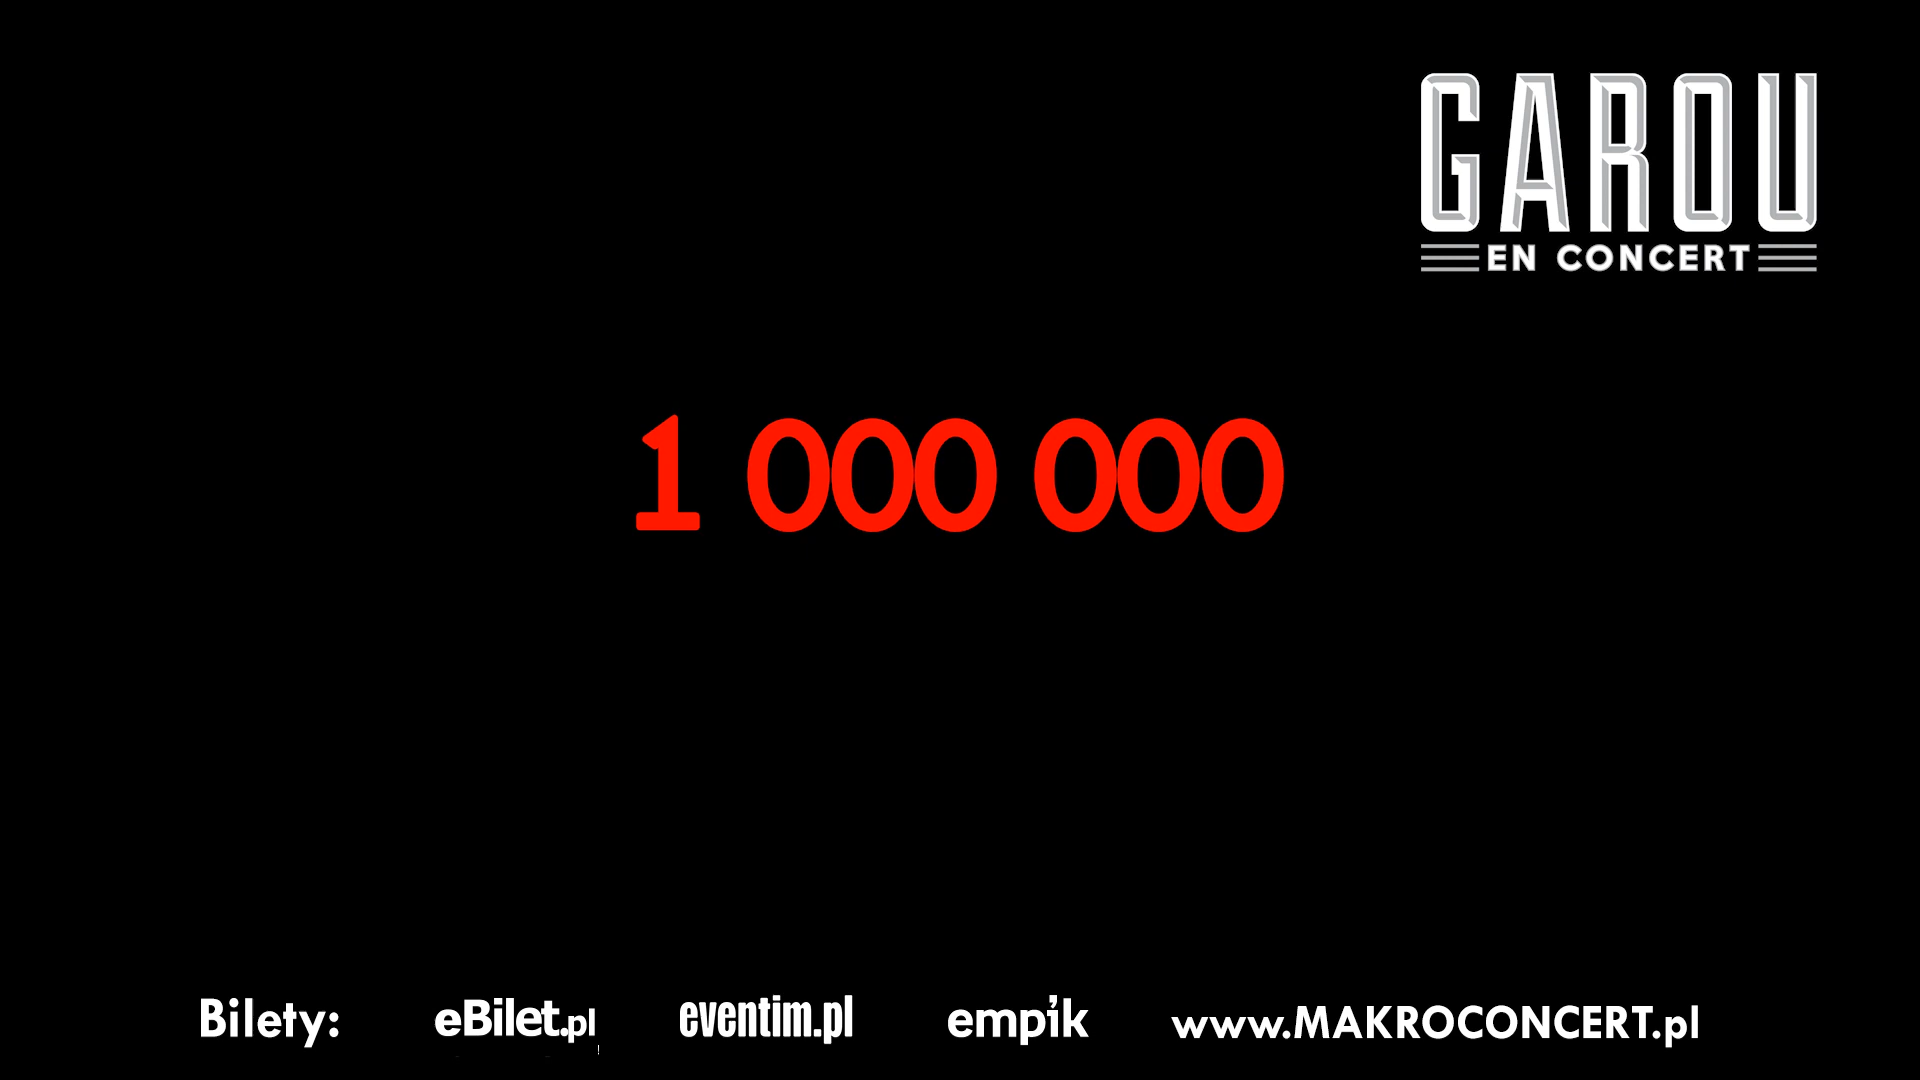 GAROU
EN CONCERT
1 000 000
Bilety: eBilet.pl eventim.pl empik www.MAKROCONCERT.pl